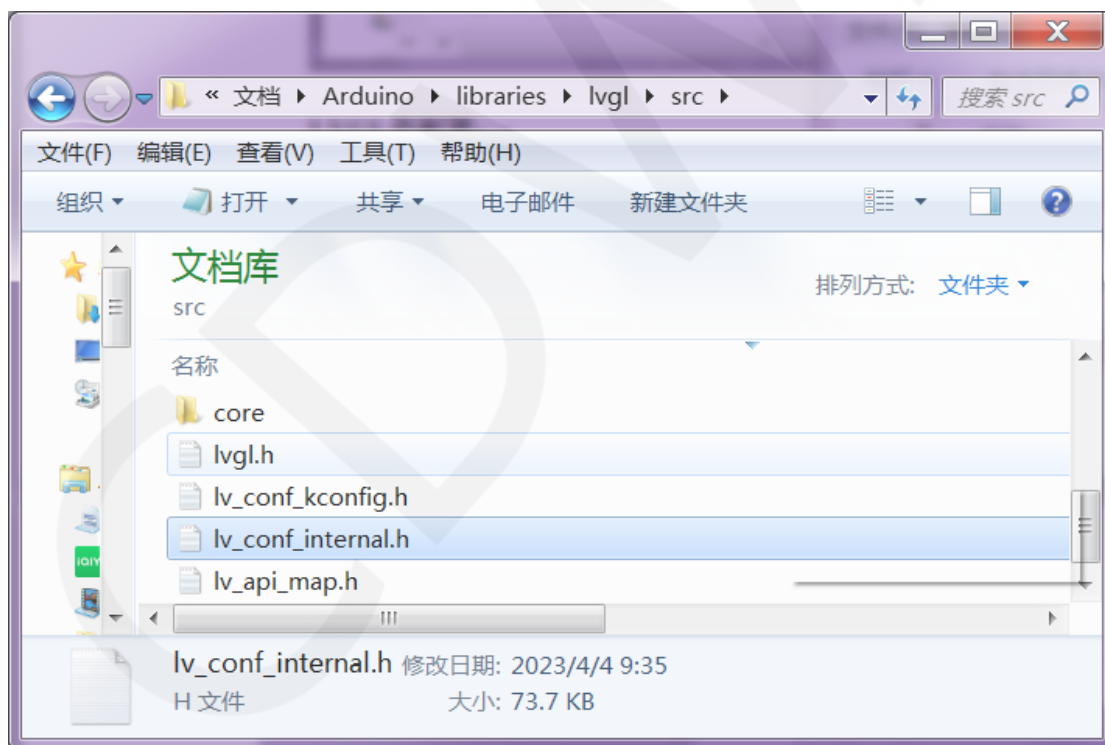 « 文档 ▸ Arduino ▸ libraries ▸ lvgl ▸ src ▸ 搜索 src
文件(F) 编辑(E) 查看(V) 工具(T) 帮助(H)
组织 打开 共享 电子邮件 新建文件夹
文档库
src
排列方式: 文件夹
名称
core
lvgl.h
lv_conf_kconfig.h
lv_conf_internal.h
lv_api_map.h
lv_conf_internal.h 修改日期: 2023/4/4 9:35
H 文件 大小: 73.7 KB